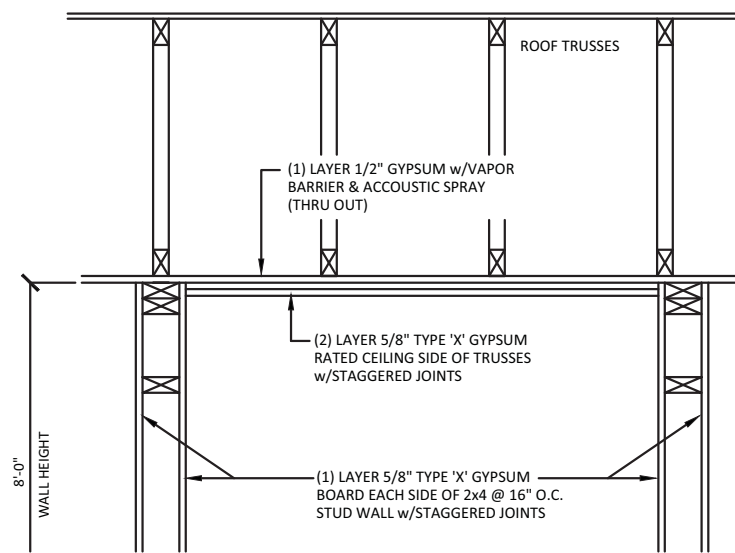 ROOF TRUSSES
(1) LAYER 1/2" GYPSUM w/VAPOR
BARRIER & ACCOUSTIC SPRAY
(THRU OUT)
(2) LAYER 5/8" TYPE 'X' GYPSUM
RATED CEILING SIDE OF TRUSSES
w/STAGGERED JOINTS
8'-0"
WALL HEIGHT
(1) LAYER 5/8" TYPE 'X' GYPSUM
BOARD EACH SIDE OF 2x4 @ 16" O.C.
STUD WALL w/STAGGERED JOINTS